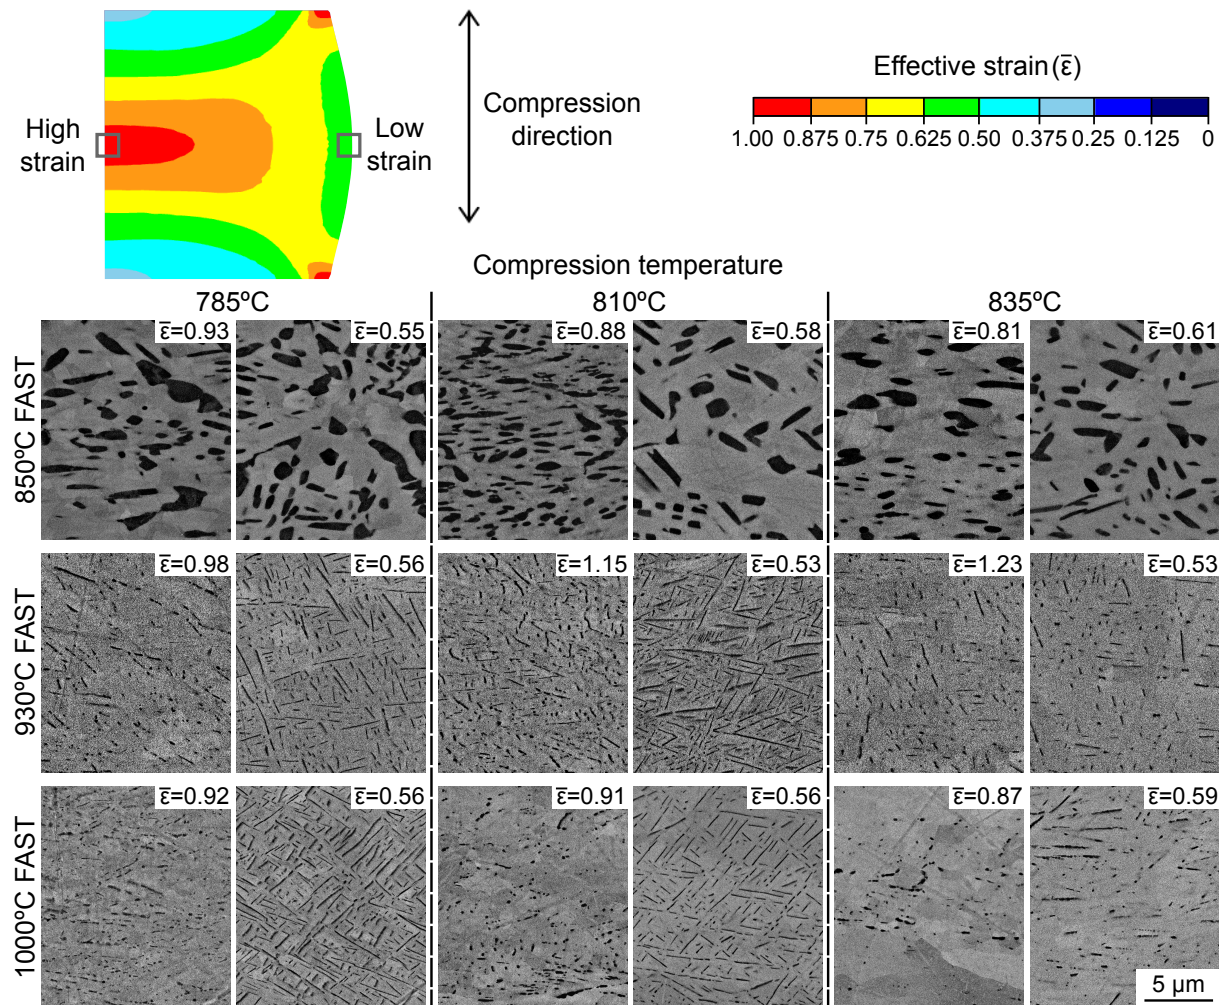 Effective strain (ε̄)
1.00 0.875 0.75 0.625 0.50 0.375 0.25 0.125 0
High
strain
Low
strain
Compression
direction
Compression temperature
785ºC 810ºC 835ºC
850ºC FAST
ε̄=0.93 ε̄=0.55 ε̄=0.88 ε̄=0.58 ε̄=0.81 ε̄=0.61
930ºC FAST
ε̄=0.98 ε̄=0.56 ε̄=1.15 ε̄=0.53 ε̄=1.23 ε̄=0.53
1000ºC FAST
ε̄=0.92 ε̄=0.56 ε̄=0.91 ε̄=0.56 ε̄=0.87 ε̄=0.59
5 µm